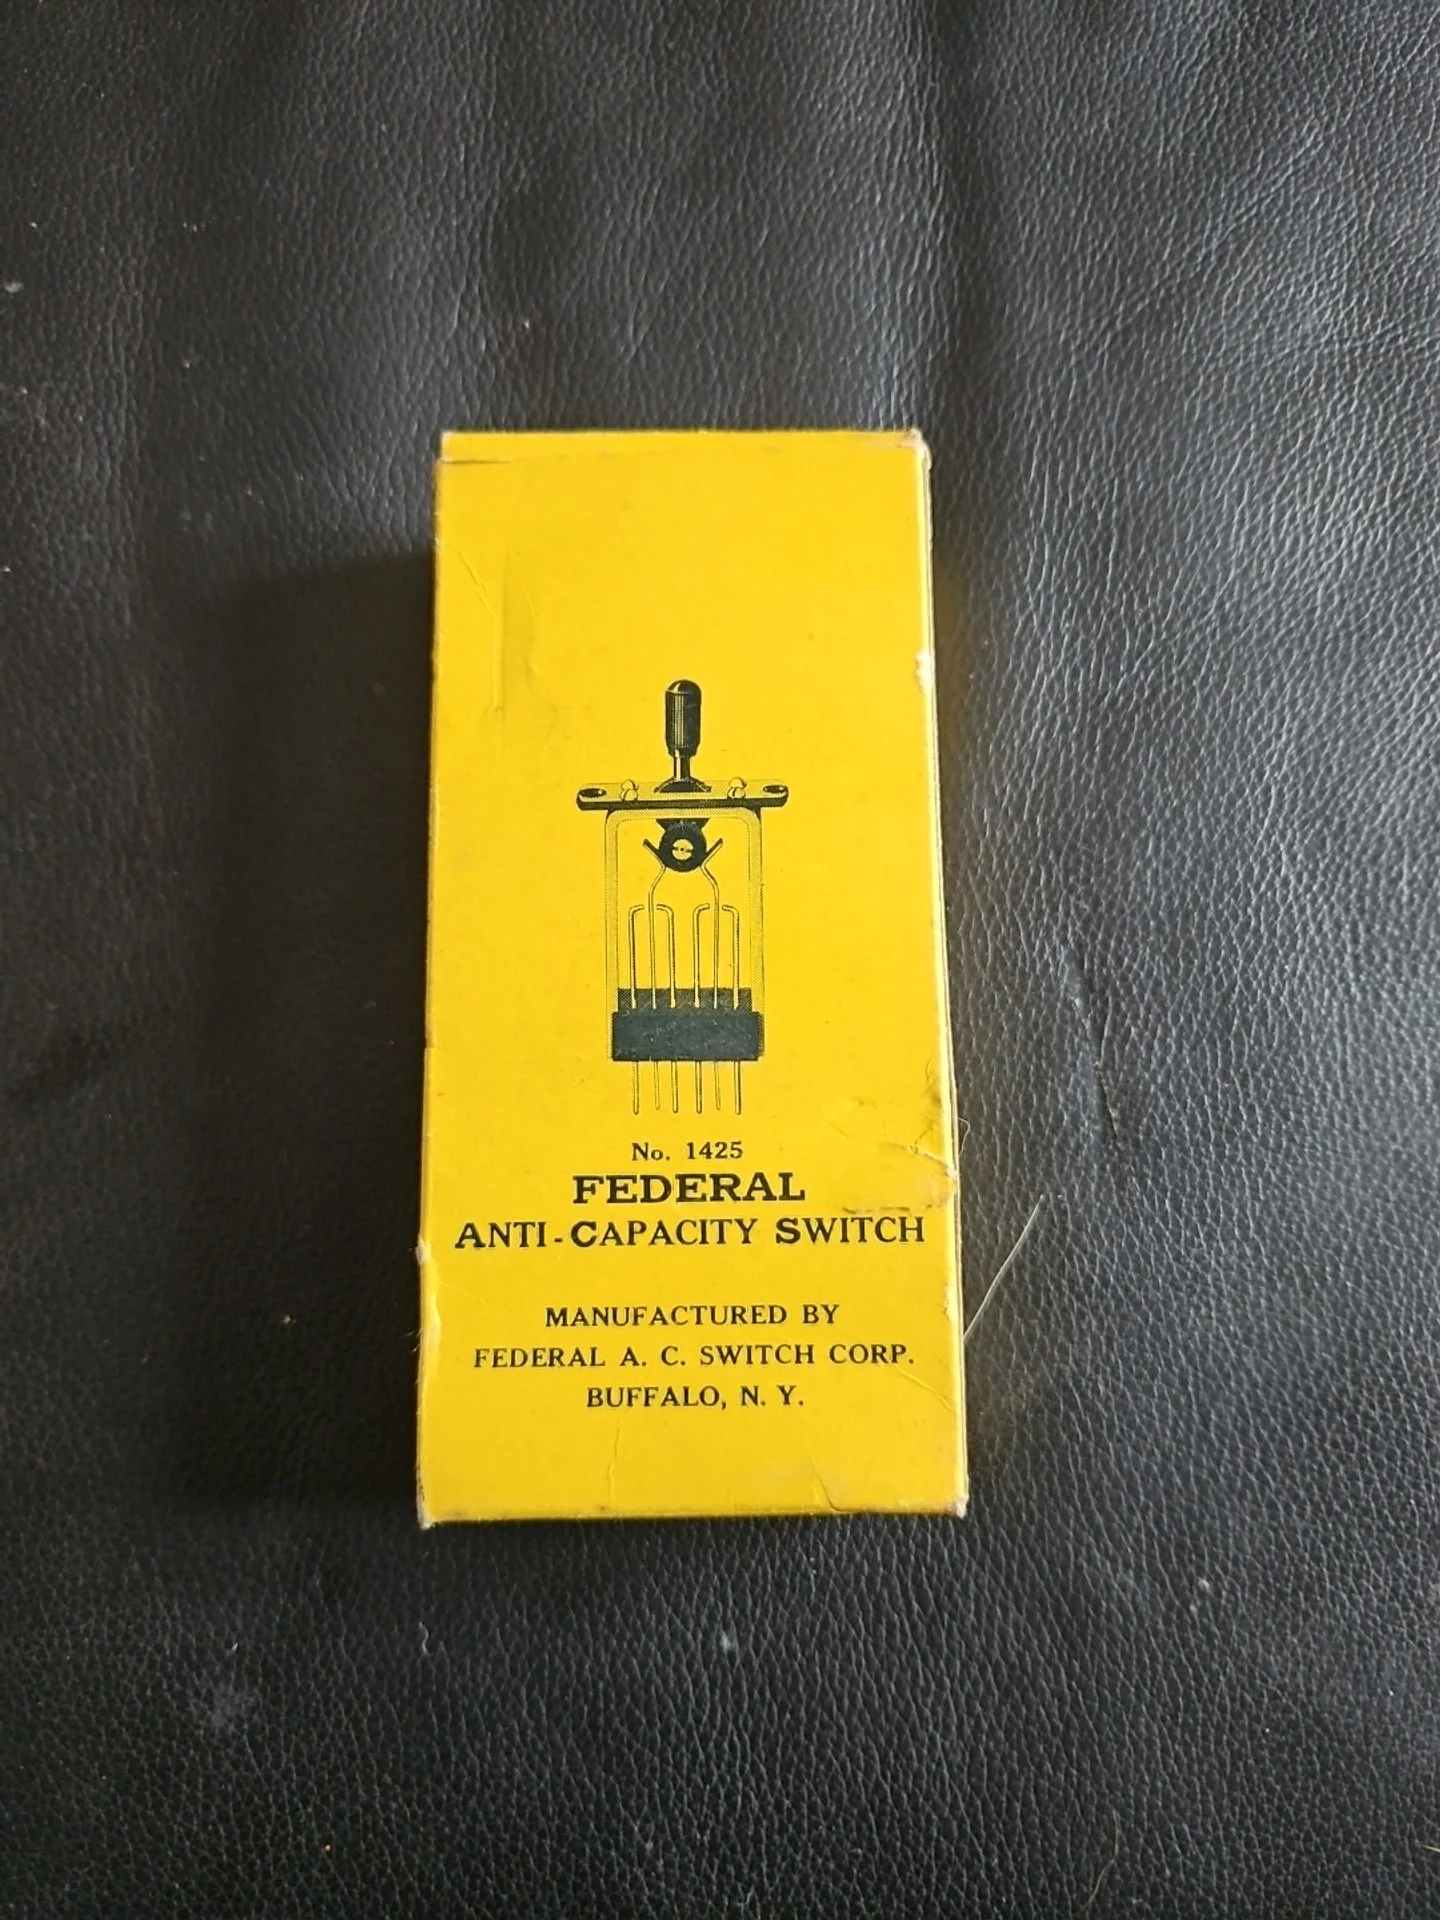 No. 1425
FEDERAL
ANTI-CAPACITY SWITCH
MANUFACTURED BY
FEDERAL A. C. SWITCH CORP.
BUFFALO, N. Y.